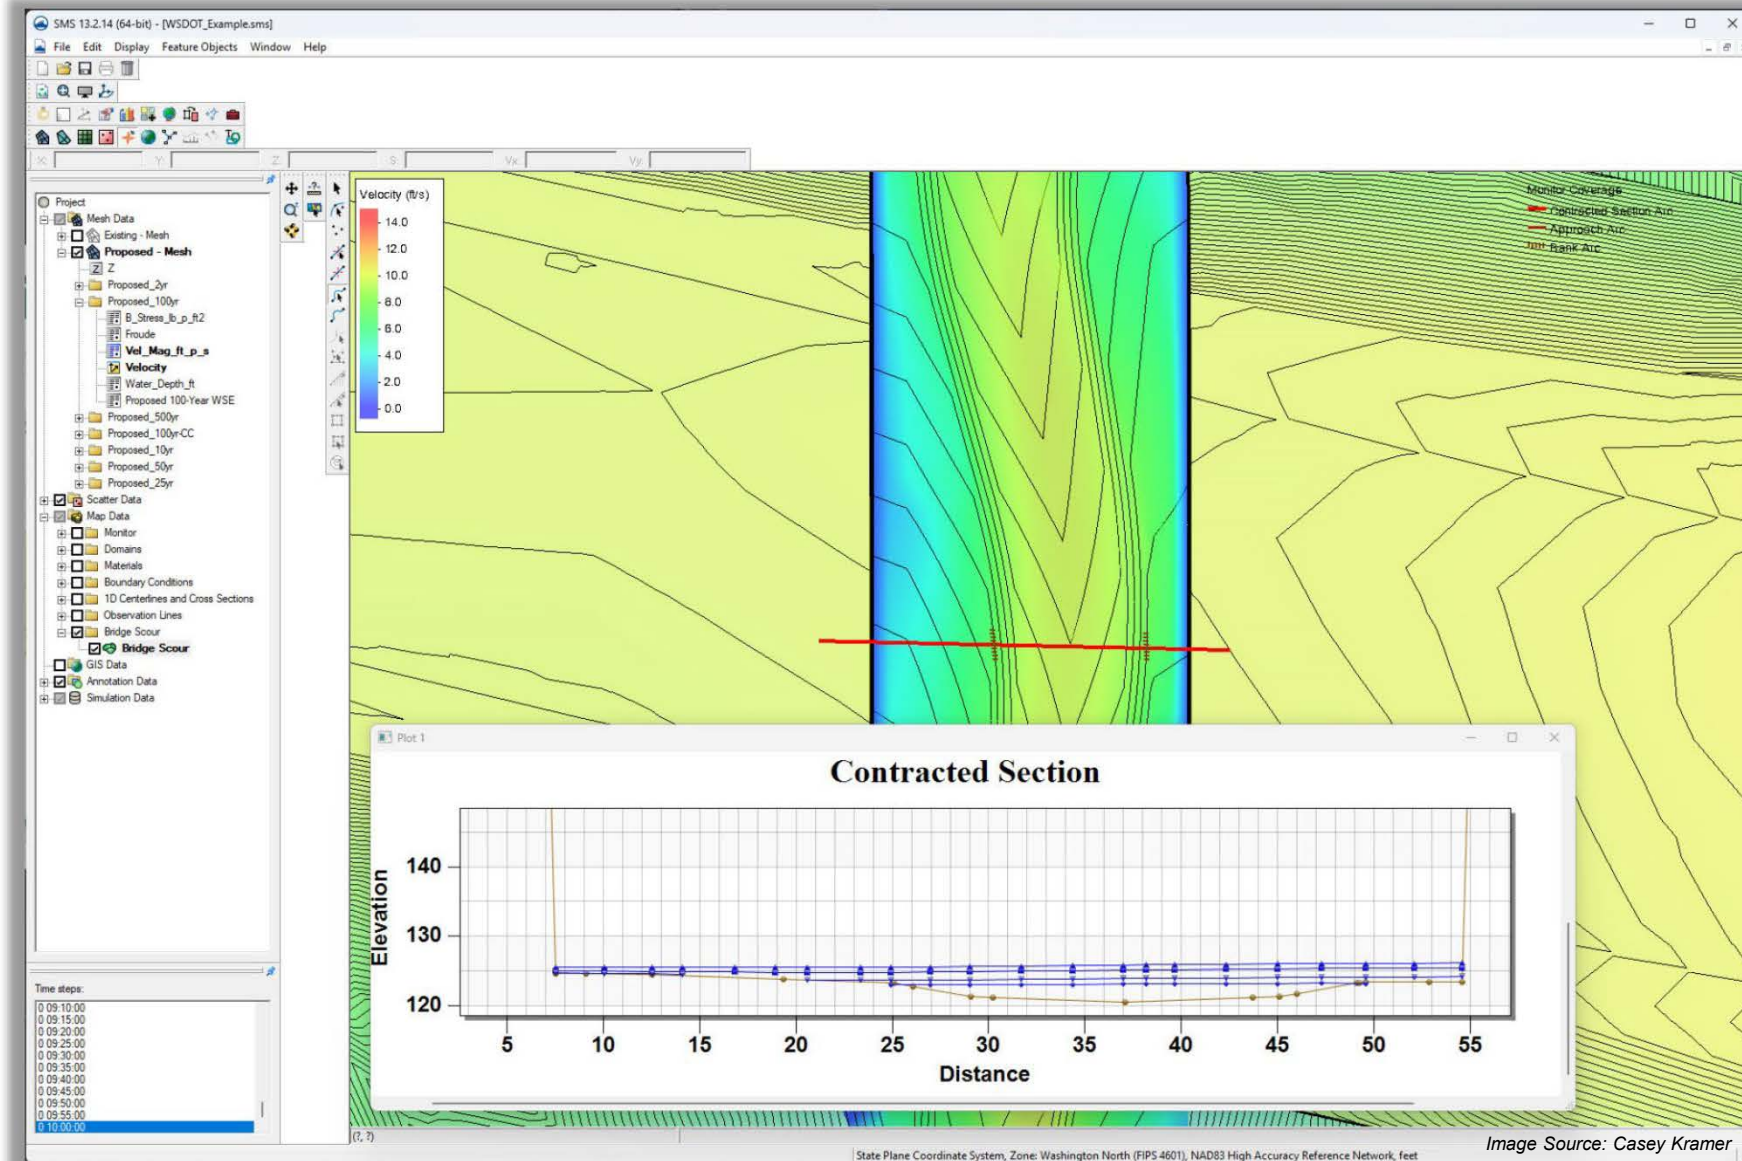 SMS 13.2.14 (64-bit) - [WSDOT_Example.sms]
File Edit Display Feature Objects Window Help
X: Y: Z: S: Vx: Vy:
Project
Mesh Data
Existing - Mesh
Proposed - Mesh
Z Z
Proposed_2yr
Proposed_100yr
B_Stress_lb_p_ft2
Froude
Vel_Mag_ft_p_s
Velocity
Water_Depth_ft
Proposed 100-Year WSE
Proposed_500yr
Proposed_100yr-CC
Proposed_10yr
Proposed_50yr
Proposed_25yr
Scatter Data
Map Data
Monitor
Domains
Materials
Boundary Conditions
1D Centerlines and Cross Sections
Observation Lines
Bridge Scour
Bridge Scour
GIS Data
Annotation Data
Simulation Data
Time steps:
0 09:10:00
0 09:15:00
0 09:20:00
0 09:25:00
0 09:30:00
0 09:35:00
0 09:40:00
0 09:45:00
0 09:50:00
0 09:55:00
0 10:00:00
Velocity (ft/s)
14.0
12.0
10.0
8.0
6.0
4.0
2.0
0.0
Monitor Coverage
Contracted Section Arc
Approach Arc
Bank Arc
Plot 1
Contracted Section
Elevation
140
130
120
5 10 15 20 25 30 35 40 45 50 55
Distance
(?, ?)
Image Source: Casey Kramer
State Plane Coordinate System, Zone: Washington North (FIPS 4601), NAD83 High Accuracy Reference Network, feet